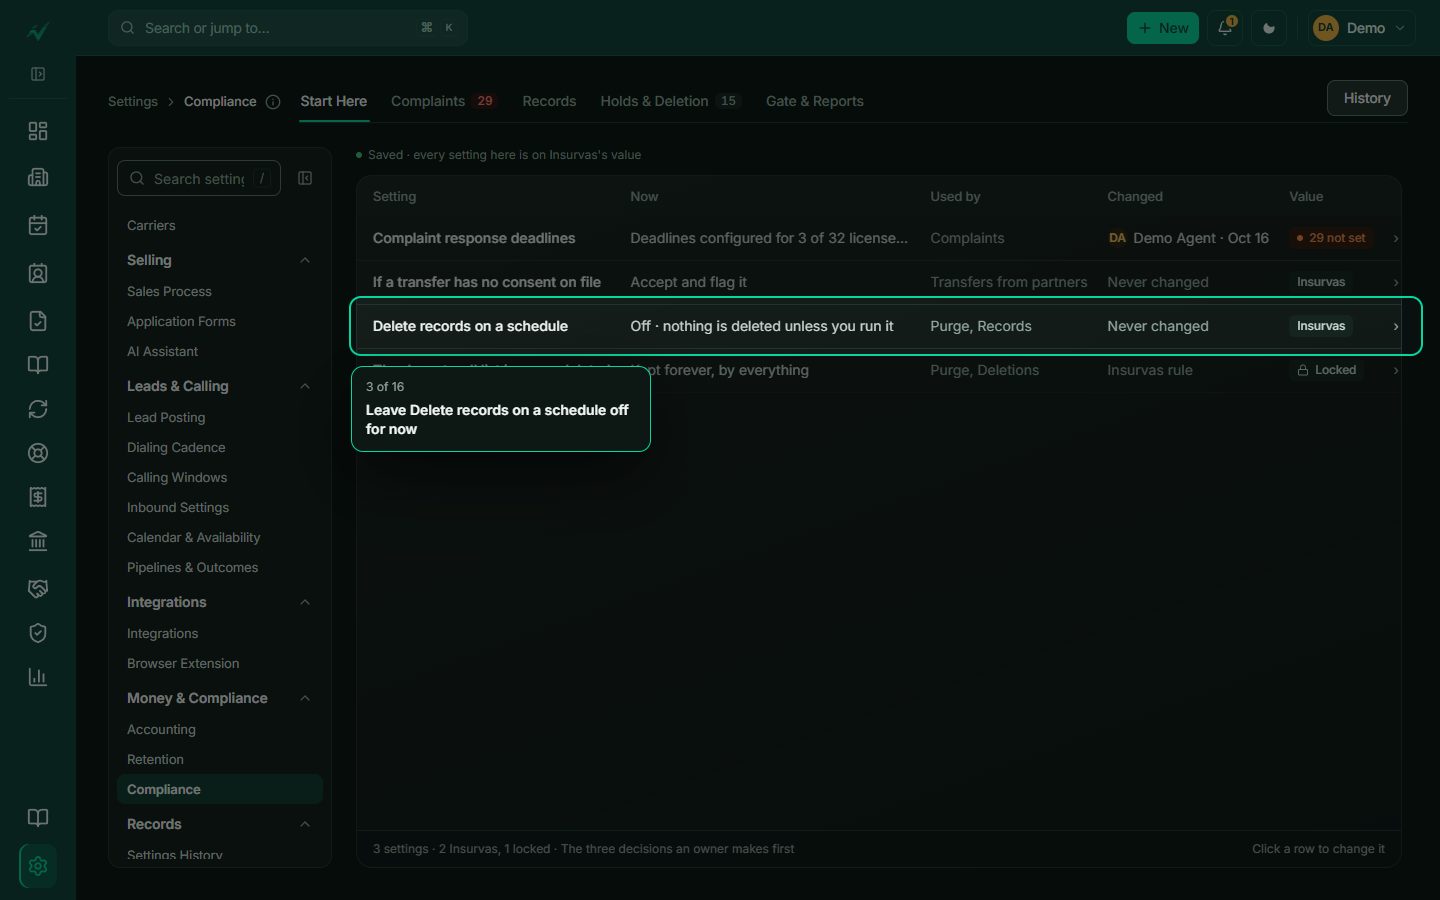 Search or jump to...
⌘ K
New
1
DA Demo
Settings > Compliance
Start Here
Complaints 29
Records
Holds & Deletion 15
Gate & Reports
History
Search settin
/
Carriers
Selling
Sales Process
Application Forms
AI Assistant
Leads & Calling
Lead Posting
Dialing Cadence
Calling Windows
Inbound Settings
Calendar & Availability
Pipelines & Outcomes
Integrations
Integrations
Browser Extension
Money & Compliance
Accounting
Retention
Compliance
Records
Settings History
Saved · every setting here is on Insurvas's value
Setting Now Used by Changed Value
Complaint response deadlines Deadlines configured for 3 of 32 license... Complaints DA Demo Agent · Oct 16 29 not set
If a transfer has no consent on file Accept and flag it Transfers from partners Never changed Insurvas
Delete records on a schedule Off · nothing is deleted unless you run it Purge, Records Never changed Insurvas
pt forever, by everything Purge, Deletions Insurvas rule Locked
3 of 16
Leave Delete records on a schedule off
for now
3 settings · 2 Insurvas, 1 locked · The three decisions an owner makes first
Click a row to change it